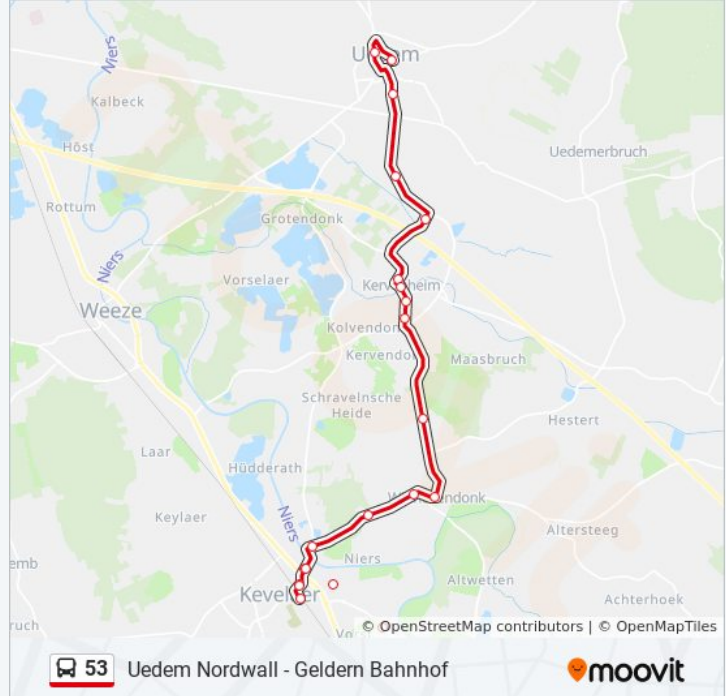 Niers
Uedem
Kalbeck
Höst
Uedemerbruch
Rottum
Grotendonk
Niers
Vorselaer
Weeze
Kolvendonk
Maasbruch
Schravelnsche
Heide
Hestert
Laar
Hüdderath
Niers
Keylaer
Altersteeg
Niers
Altwetten
Achterhoek
© OpenStreetMap contributors | © OpenMapTiles
53 Uedem Nordwall - Geldern Bahnhof
moovit